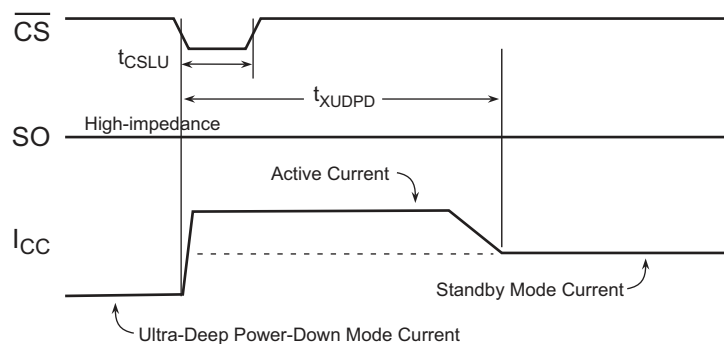 CS
tCSLU
tXUDPD
High-impedance
SO
Active Current
ICC
Standby Mode Current
Ultra-Deep Power-Down Mode Current